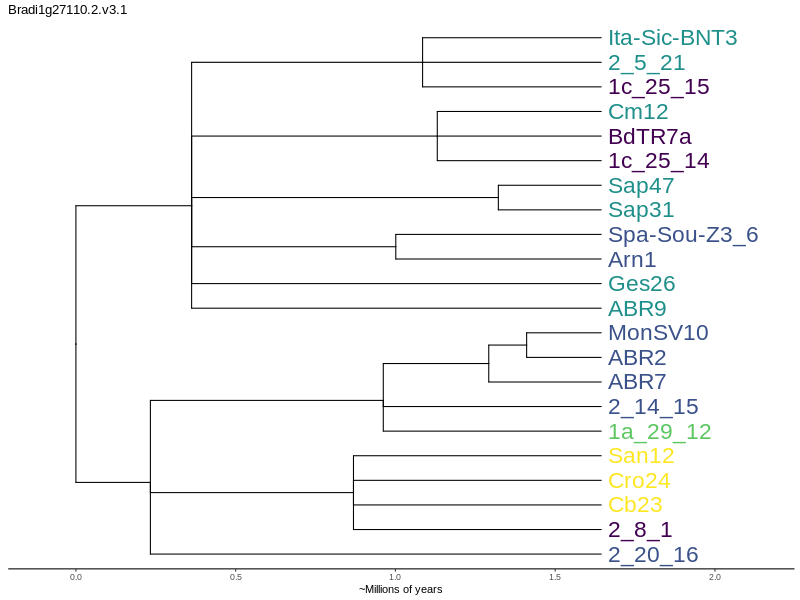 Bradi1g27110.2.v3.1
Ita-Sic-BNT3
2_5_21
1c_25_15
Cm12
BdTR7a
1c_25_14
Sap47
Sap31
Spa-Sou-Z3_6
Arn1
Ges26
ABR9
MonSV10
ABR2
ABR7
2_14_15
1a_29_12
San12
Cro24
Cb23
2_8_1
2_20_16
0.0 0.5 1.0 1.5 2.0
~Millions of years